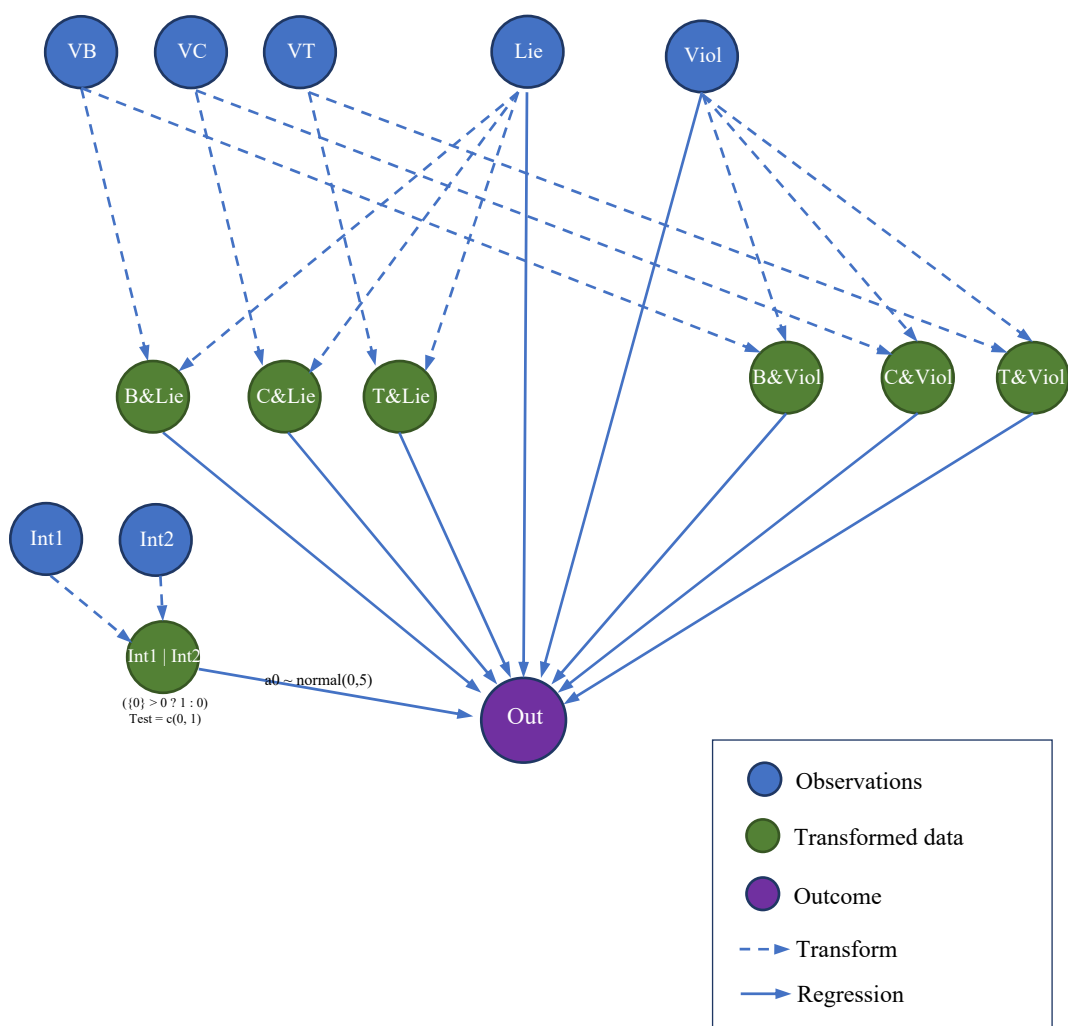 VB
VC
VT
Lie
Viol
B&Lie
C&Lie
T&Lie
B&Viol
C&Viol
T&Viol
Int1
Int2
Int1 | Int2
({0} > 0 ? 1 : 0)
Test = c(0, 1)
a0 ~ normal(0,5)
Out
Observations
Transformed data
Outcome
Transform
Regression